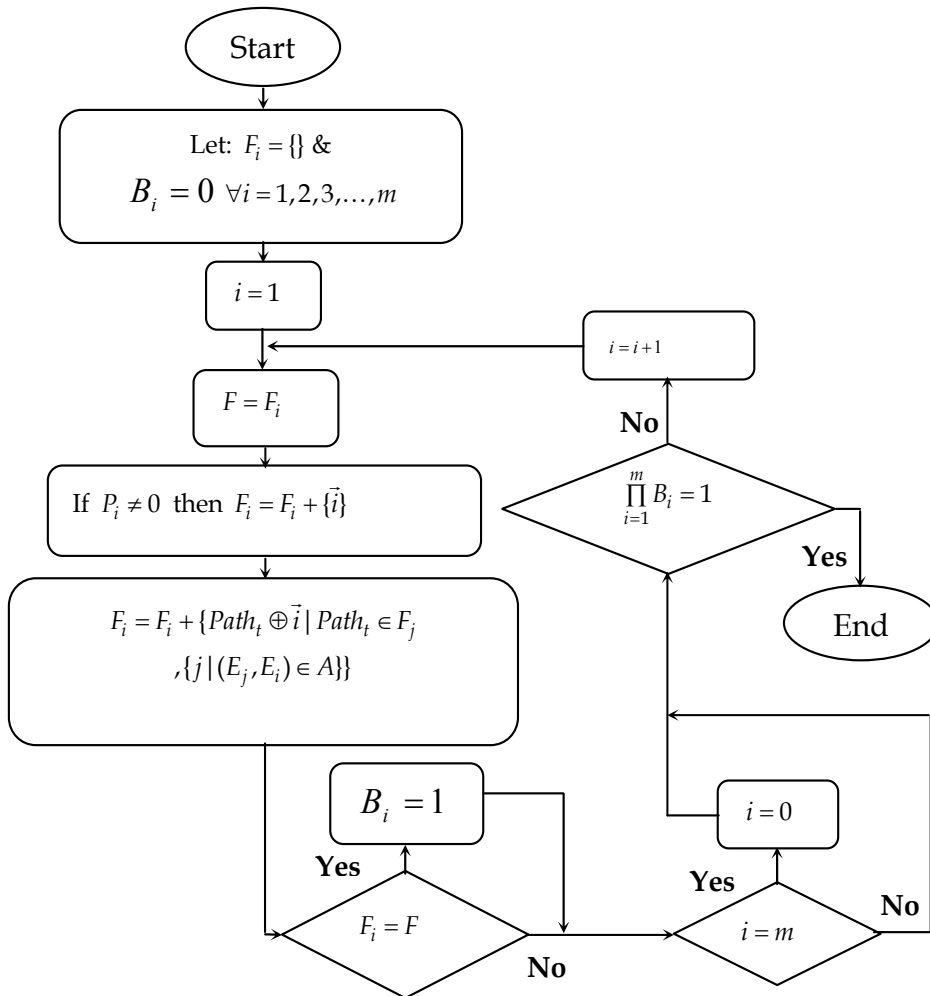 Start
Let: F_i = {} &
B_i = 0 ∀i = 1,2,3,…,m
i = 1
F = F_i
If P_i ≠ 0 then F_i = F_i + {i⃗}
F_i = F_i + {Path_t ⊕ i⃗ | Path_t ∈ F_j
,{j | (E_j, E_i) ∈ A}}
B_i = 1
Yes
F_i = F
No
i = m
Yes
No
i = 0
∏_{i=1}^{m} B_i = 1
No
i = i + 1
Yes
End